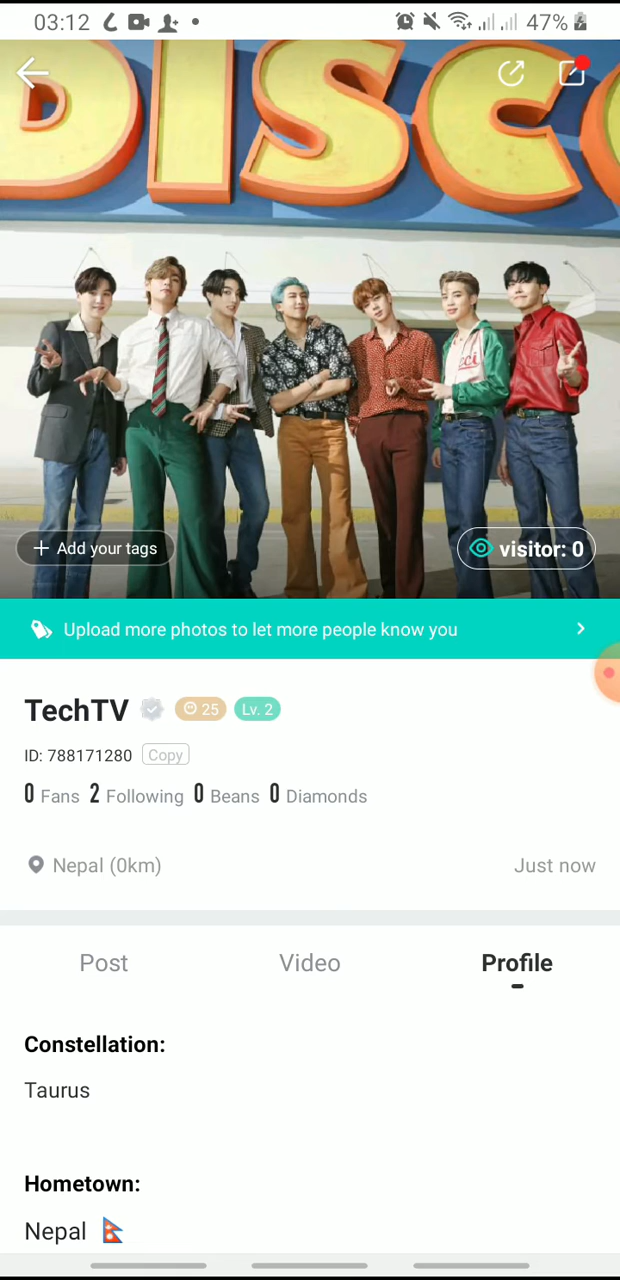 03:12
47%
DISCO
+ Add your tags
visitor: 0
Upload more photos to let more people know you
TechTV 25 Lv. 2
ID: 788171280 Copy
0 Fans 2 Following 0 Beans 0 Diamonds
Nepal (0km)
Just now
Post
Video
Profile
Constellation:
Taurus
Hometown:
Nepal